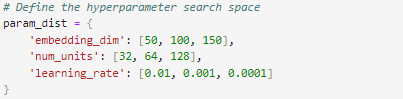 # Define the hyperparameter search space
param_dist = {
    'embedding_dim': [50, 100, 150],
    'num_units': [32, 64, 128],
    'learning_rate': [0.01, 0.001, 0.0001]
}